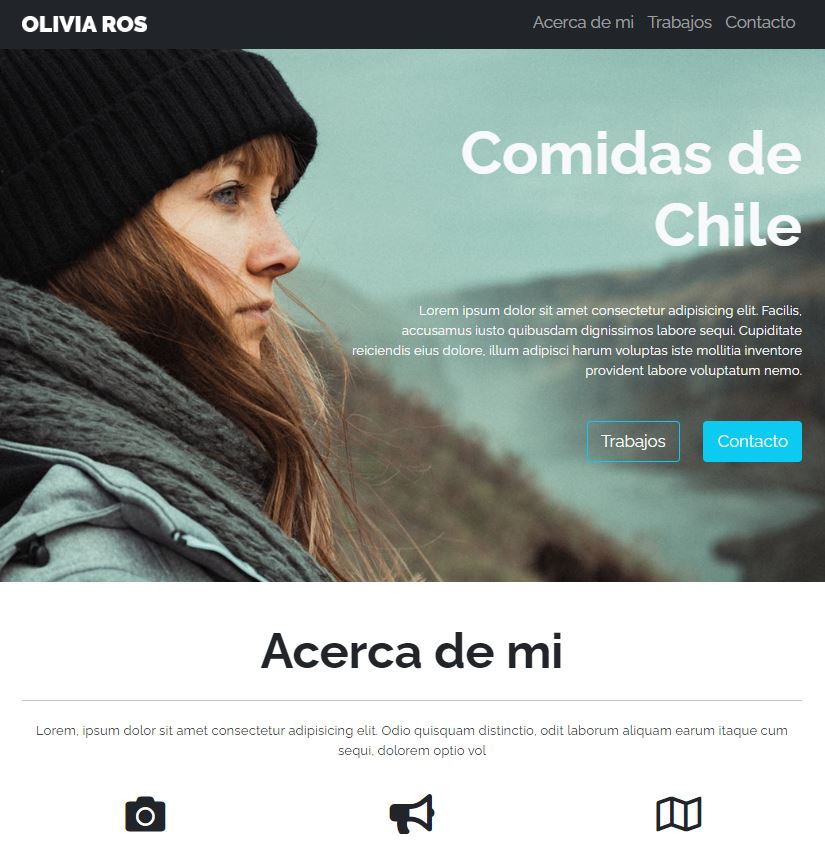 OLIVIA ROS
Acerca de mi Trabajos Contacto
Comidas de
Chile
Lorem ipsum dolor sit amet consectetur adipisicing elit. Facilis,
accusamus iusto quibusdam dignissimos labore sequi. Cupiditate
reiciendis eius dolore, illum adipisci harum voluptas iste mollitia inventore
provident labore voluptatum nemo.
Trabajos Contacto
Acerca de mi
Lorem, ipsum dolor sit amet consectetur adipisicing elit. Odio quisquam distinctio, odit laborum aliquam earum itaque cum
sequi, dolorem optio vol